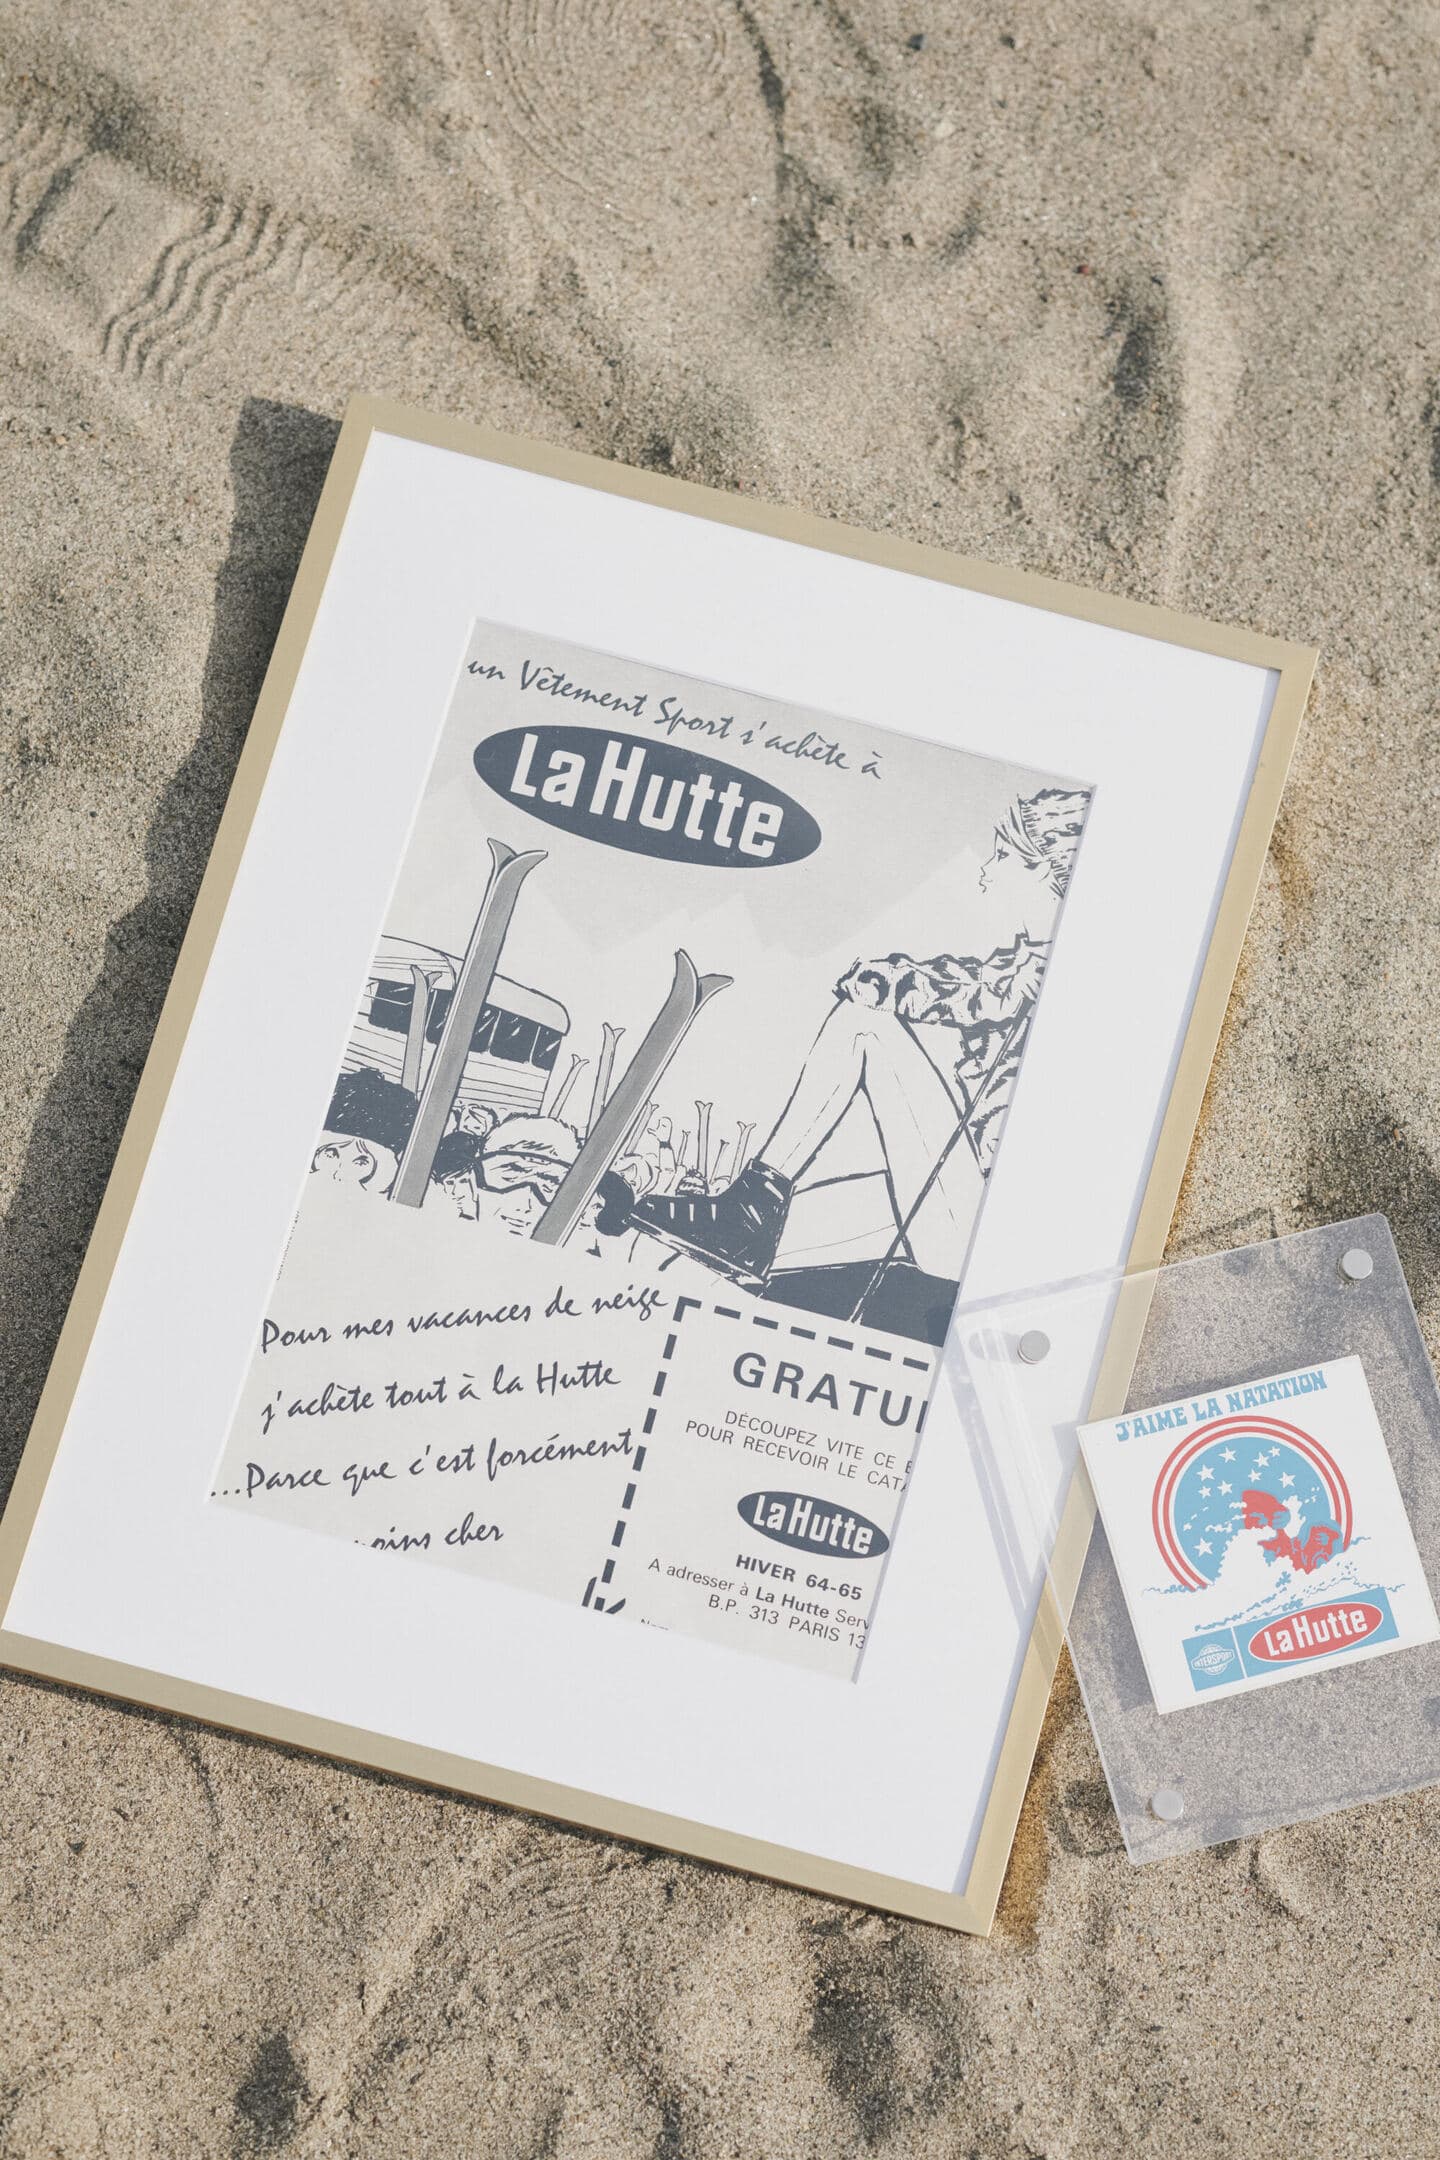 un Vêtement Sport s'achète à
La Hutte
Pour mes vacances de neige
j'achète tout à la Hutte
...Parce que c'est forcément
cher
GRATUI
DÉCOUPEZ VITE CE
POUR RECEVOIR LE CATA
La Hutte
HIVER 64-65
A adresser à La Hutte Serv
B.P. 313 PARIS 13
J'AIME LA NATATION
INTERSPORT
La Hutte